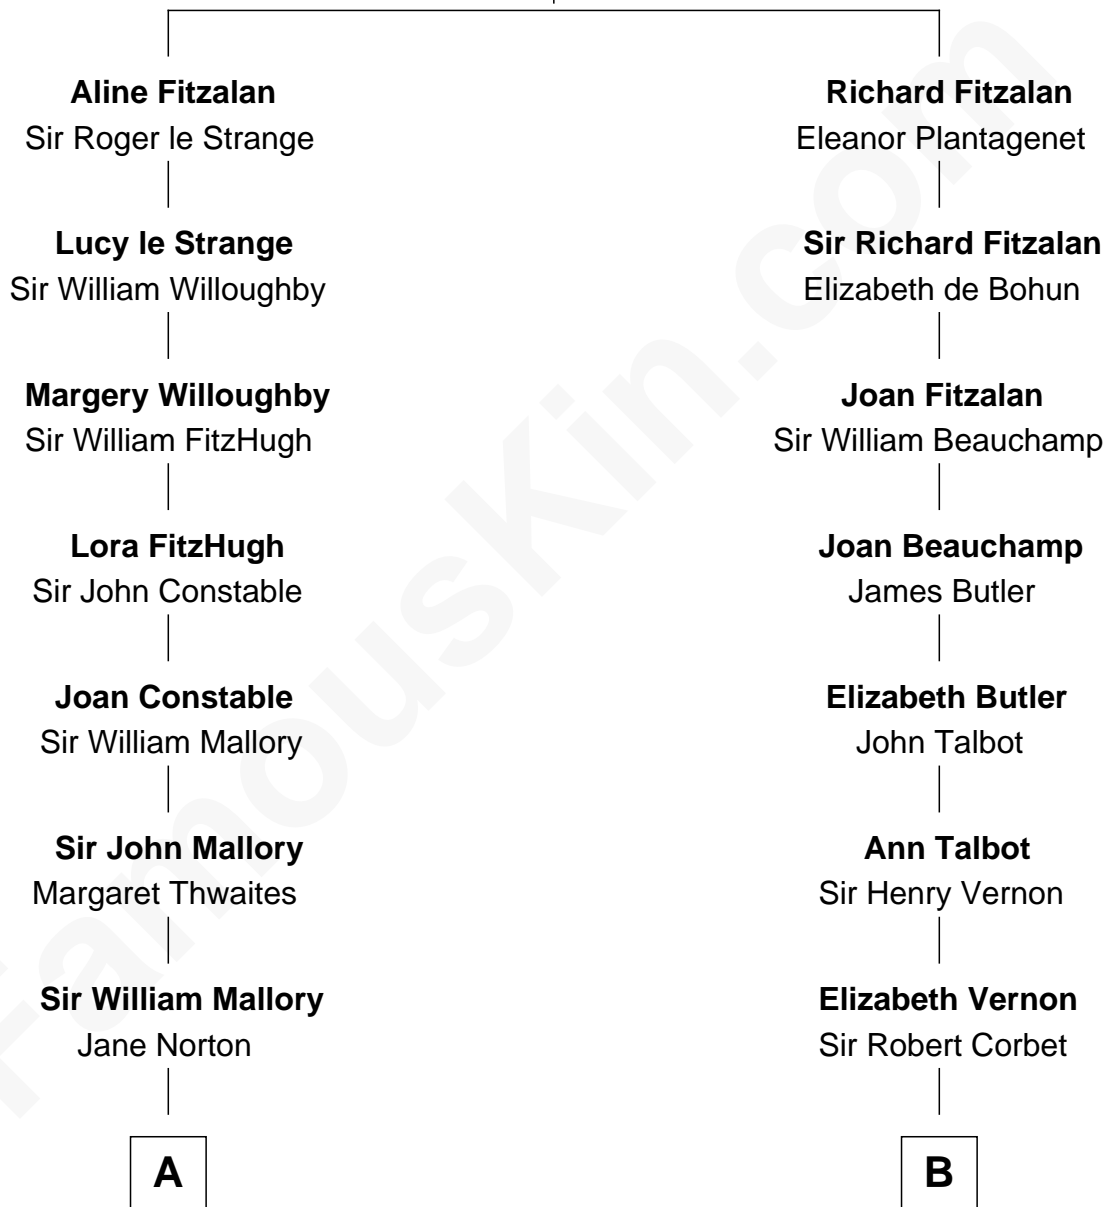 Aline Fitzalan
Sir Roger le Strange
Richard Fitzalan
Eleanor Plantagenet
Lucy le Strange
Sir William Willoughby
Sir Richard Fitzalan
Elizabeth de Bohun
Margery Willoughby
Sir William FitzHugh
Joan Fitzalan
Sir William Beauchamp
Lora FitzHugh
Sir John Constable
Joan Beauchamp
James Butler
Joan Constable
Sir William Mallory
Elizabeth Butler
John Talbot
Sir John Mallory
Margaret Thwaites
Ann Talbot
Sir Henry Vernon
Sir William Mallory
Jane Norton
Elizabeth Vernon
Sir Robert Corbet
A
B
FamousKin.com